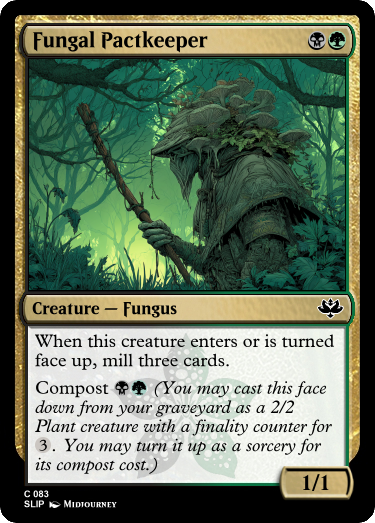 Fungal Pactkeeper
Creature — Fungus
When this creature enters or is turned
face up, mill three cards.
Compost (You may cast this face
down from your graveyard as a 2/2
Plant creature with a finality counter for
3. You may turn it up as a sorcery for
its compost cost.)
1/1
C 083
SLIP Midjourney